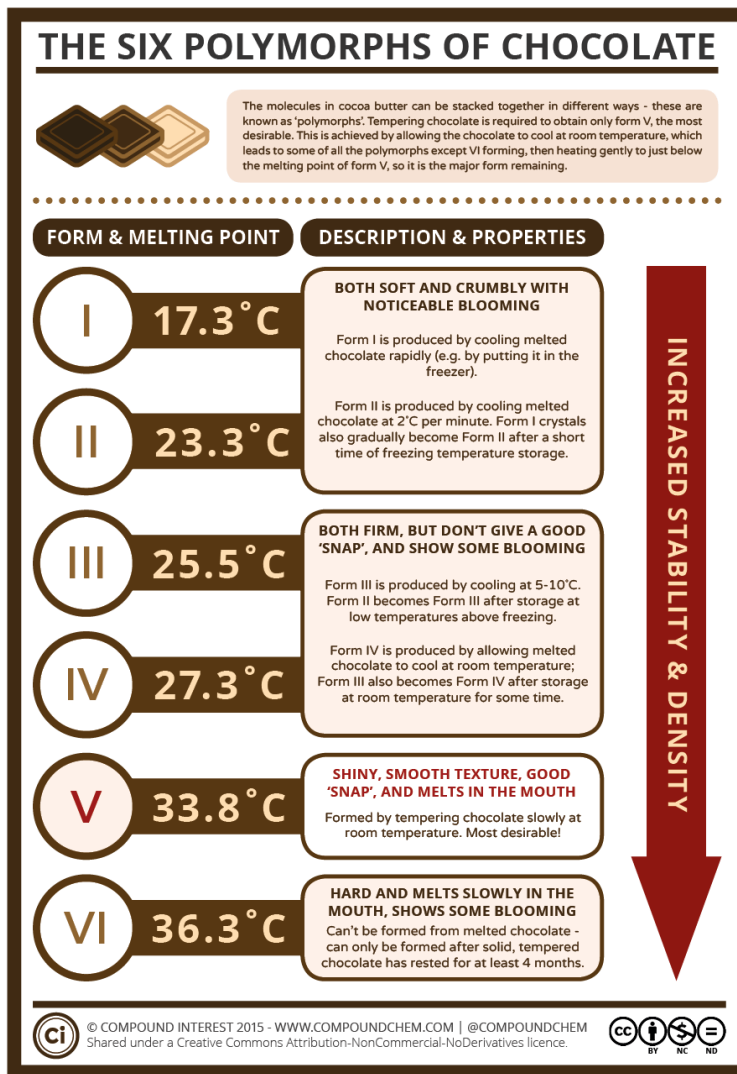 THE SIX POLYMORPHS OF CHOCOLATE
The molecules in cocoa butter can be stacked together in different ways - these are
known as ‘polymorphs’. Tempering chocolate is required to obtain only form V, the most
desirable. This is achieved by allowing the chocolate to cool at room temperature, which
leads to some of all the polymorphs except VI forming, then heating gently to just below
the melting point of form V, so it is the major form remaining.
FORM & MELTING POINT
DESCRIPTION & PROPERTIES
I
17.3°C
BOTH SOFT AND CRUMBLY WITH
NOTICEABLE BLOOMING
Form I is produced by cooling melted
chocolate rapidly (e.g. by putting it in the
freezer).
II
23.3°C
Form II is produced by cooling melted
chocolate at 2°C per minute. Form I crystals
also gradually become Form II after a short
time of freezing temperature storage.
III
25.5°C
BOTH FIRM, BUT DON’T GIVE A GOOD
‘SNAP’, AND SHOW SOME BLOOMING
Form III is produced by cooling at 5-10°C.
Form II becomes Form III after storage at
low temperatures above freezing.
IV
27.3°C
Form IV is produced by allowing melted
chocolate to cool at room temperature;
Form III also becomes Form IV after storage
at room temperature for some time.
V
33.8°C
SHINY, SMOOTH TEXTURE, GOOD
‘SNAP’, AND MELTS IN THE MOUTH
Formed by tempering chocolate slowly at
room temperature. Most desirable!
VI
36.3°C
HARD AND MELTS SLOWLY IN THE
MOUTH, SHOWS SOME BLOOMING
Can’t be formed from melted chocolate -
can only be formed after solid, tempered
chocolate has rested for at least 4 months.
INCREASED STABILITY & DENSITY
Ci
© COMPOUND INTEREST 2015 - WWW.COMPOUNDCHEM.COM | @COMPOUNDCHEM
Shared under a Creative Commons Attribution-NonCommercial-NoDerivatives licence.
cc
BY NC ND